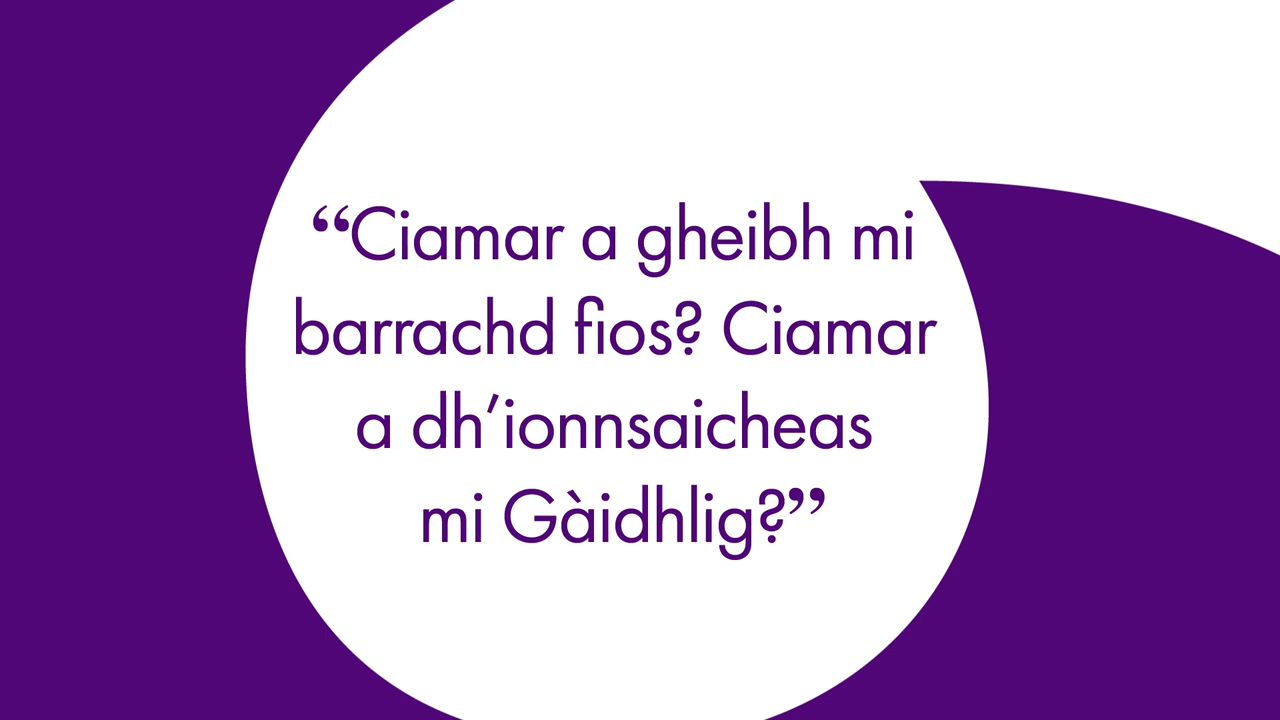 “Ciamar a gheibh mi
barrachd fios? Ciamar
a dh’ionnsaicheas
mi Gàidhlig?”